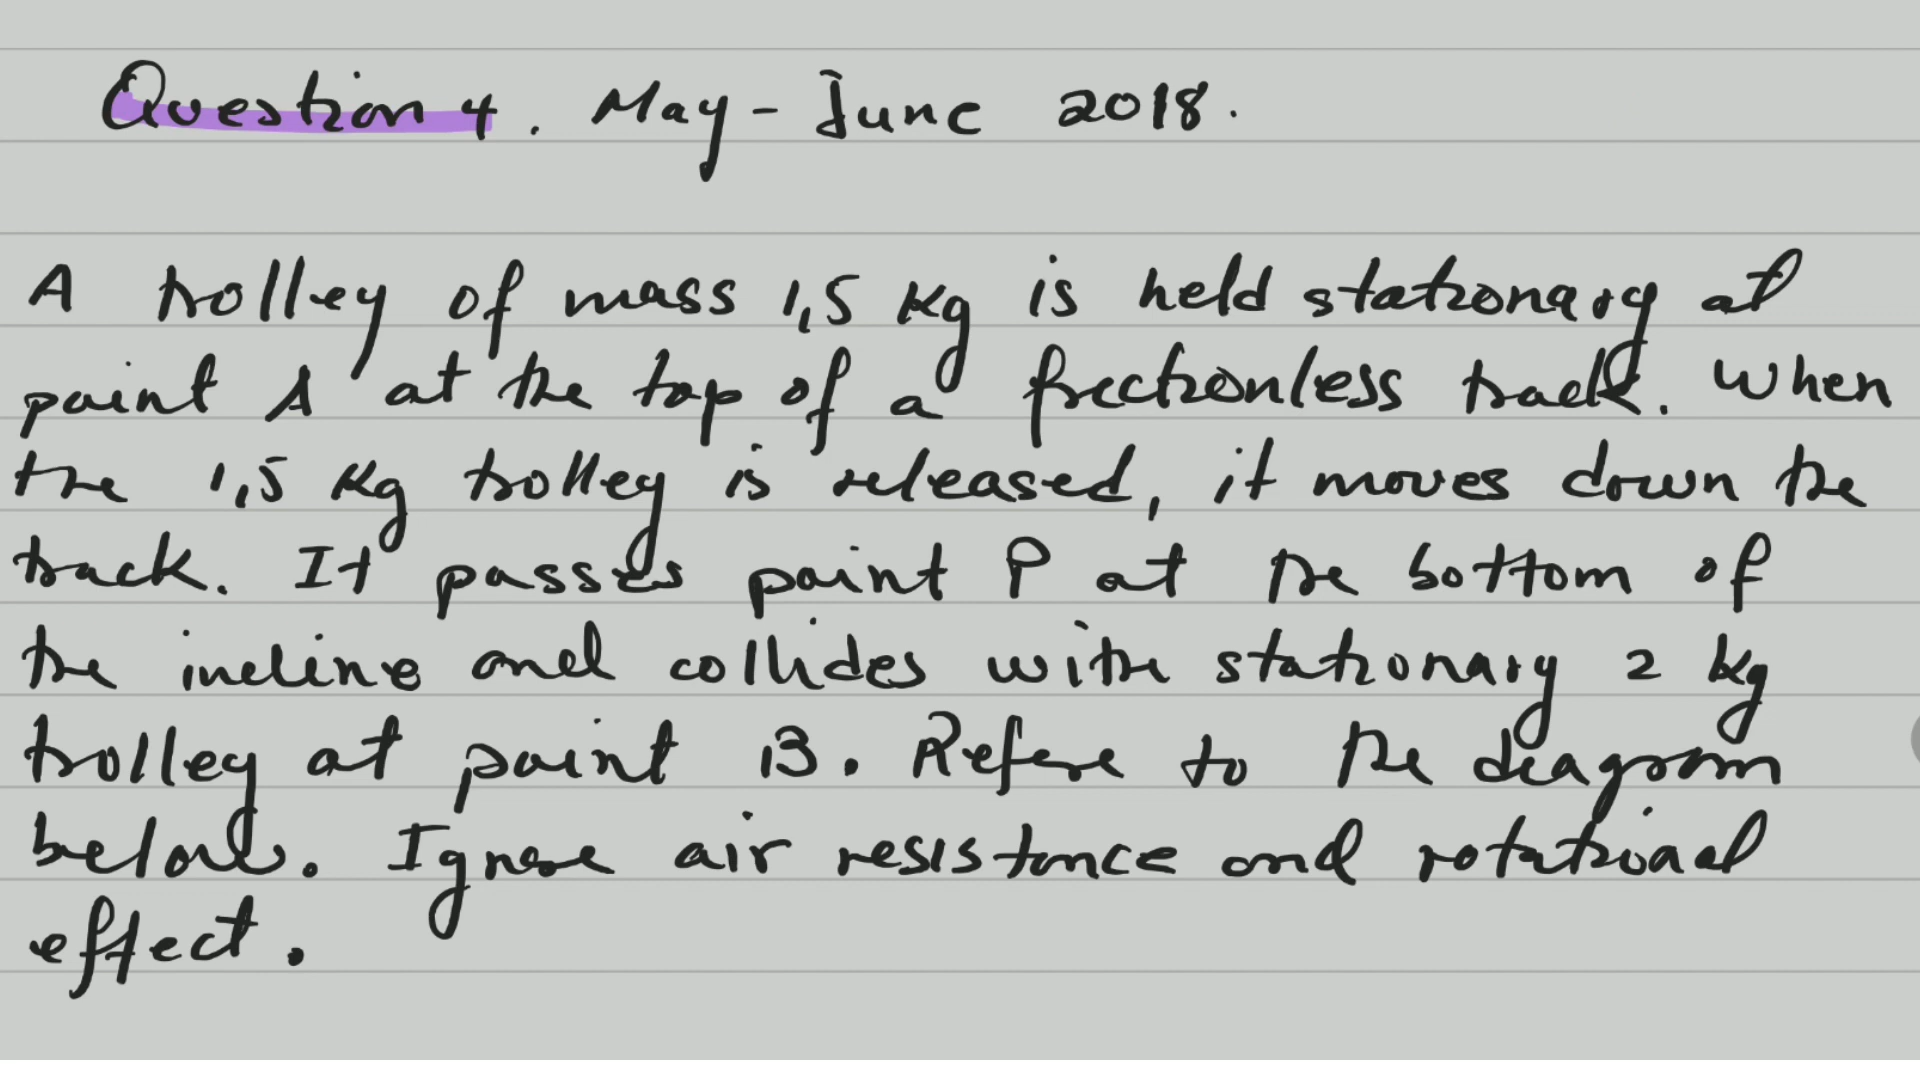 Question 4. May - June 2018.
A trolley of mass 1,5 kg is held stationary at
point A at the top of a frictionless track. When
the 1,5 kg trolley is released, it moves down the
track. It passes point P at the bottom of
the incline and collides with stationary 2 kg
trolley at point B. Refere to the diagram
below. Ignore air resistance and rotational
effect.